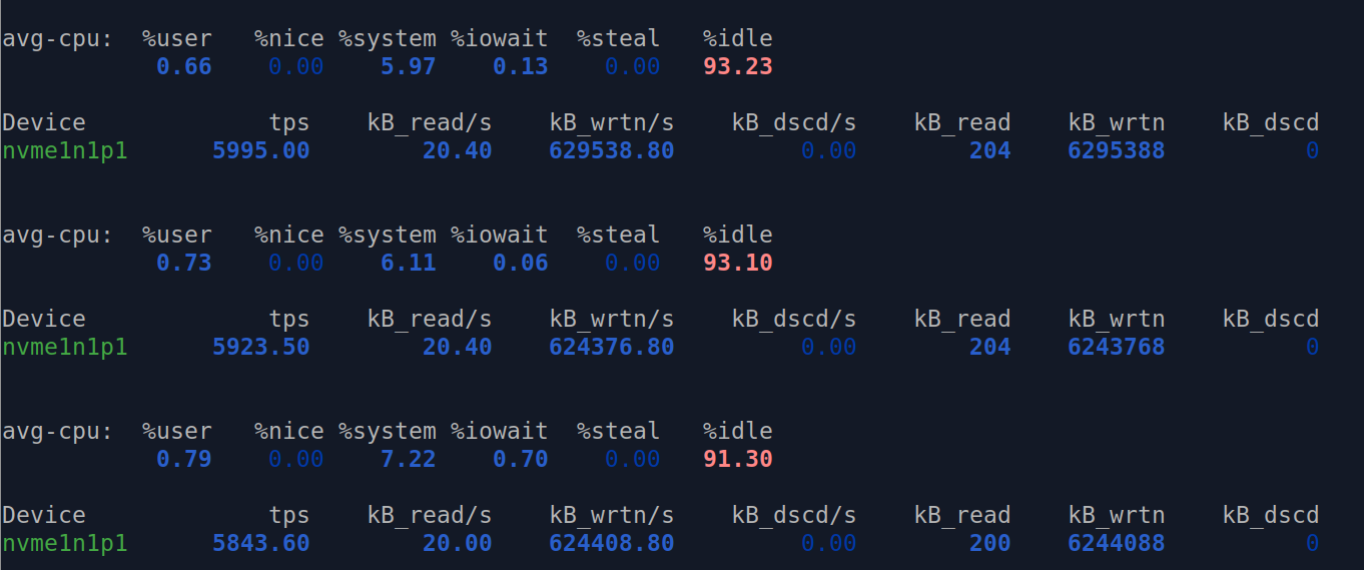 avg-cpu:  %user   %nice %system %iowait  %steal   %idle
           0.66    0.00    5.97    0.13    0.00   93.23
Device             tps    kB_read/s    kB_wrtn/s    kB_dscd/s    kB_read    kB_wrtn    kB_dscd
nvme1n1p1      5995.00        20.40    629538.80         0.00        204    6295388          0
avg-cpu:  %user   %nice %system %iowait  %steal   %idle
           0.73    0.00    6.11    0.06    0.00   93.10
Device             tps    kB_read/s    kB_wrtn/s    kB_dscd/s    kB_read    kB_wrtn    kB_dscd
nvme1n1p1      5923.50        20.40    624376.80         0.00        204    6243768          0
avg-cpu:  %user   %nice %system %iowait  %steal   %idle
           0.79    0.00    7.22    0.70    0.00   91.30
Device             tps    kB_read/s    kB_wrtn/s    kB_dscd/s    kB_read    kB_wrtn    kB_dscd
nvme1n1p1      5843.60        20.00    624408.80         0.00        200    6244088          0